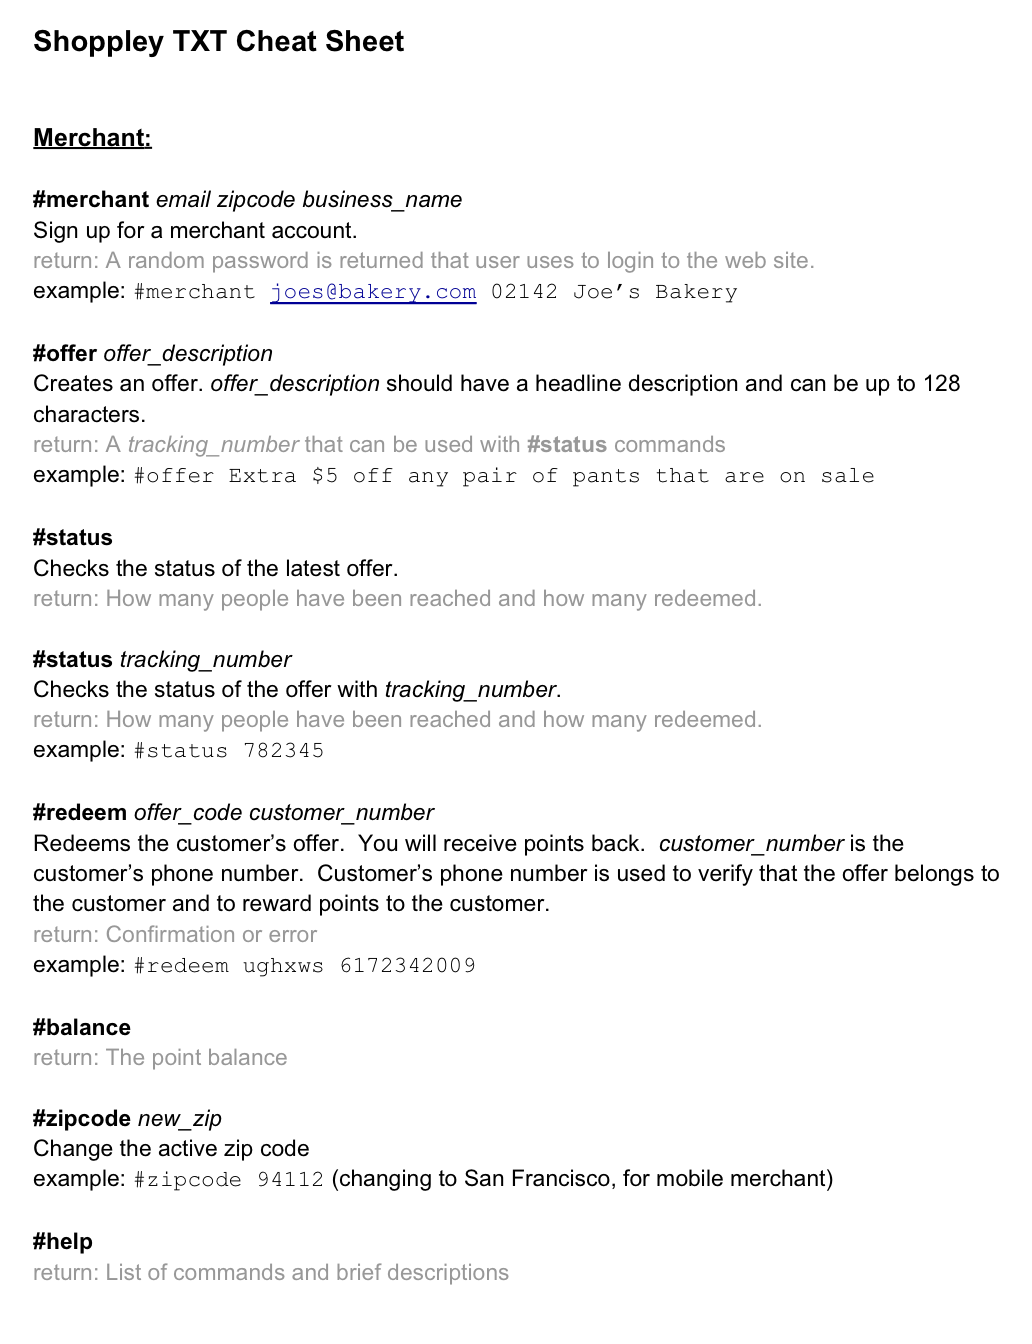 Shoppley TXT Cheat Sheet
Merchant:
#merchant email zipcode business_name
Sign up for a merchant account.
return: A random password is returned that user uses to login to the web site.
example: #merchant joes@bakery.com 02142 Joe’s Bakery
#offer offer_description
Creates an offer. offer_description should have a headline description and can be up to 128
characters.
return: A tracking_number that can be used with #status commands
example: #offer Extra $5 off any pair of pants that are on sale
#status
Checks the status of the latest offer.
return: How many people have been reached and how many redeemed.
#status tracking_number
Checks the status of the offer with tracking_number.
return: How many people have been reached and how many redeemed.
example: #status 782345
#redeem offer_code customer_number
Redeems the customer’s offer.  You will receive points back.  customer_number is the
customer’s phone number.  Customer’s phone number is used to verify that the offer belongs to
the customer and to reward points to the customer.
return: Confirmation or error
example: #redeem ughxws 6172342009
#balance
return: The point balance
#zipcode new_zip
Change the active zip code
example: #zipcode 94112 (changing to San Francisco, for mobile merchant)
#help
return: List of commands and brief descriptions